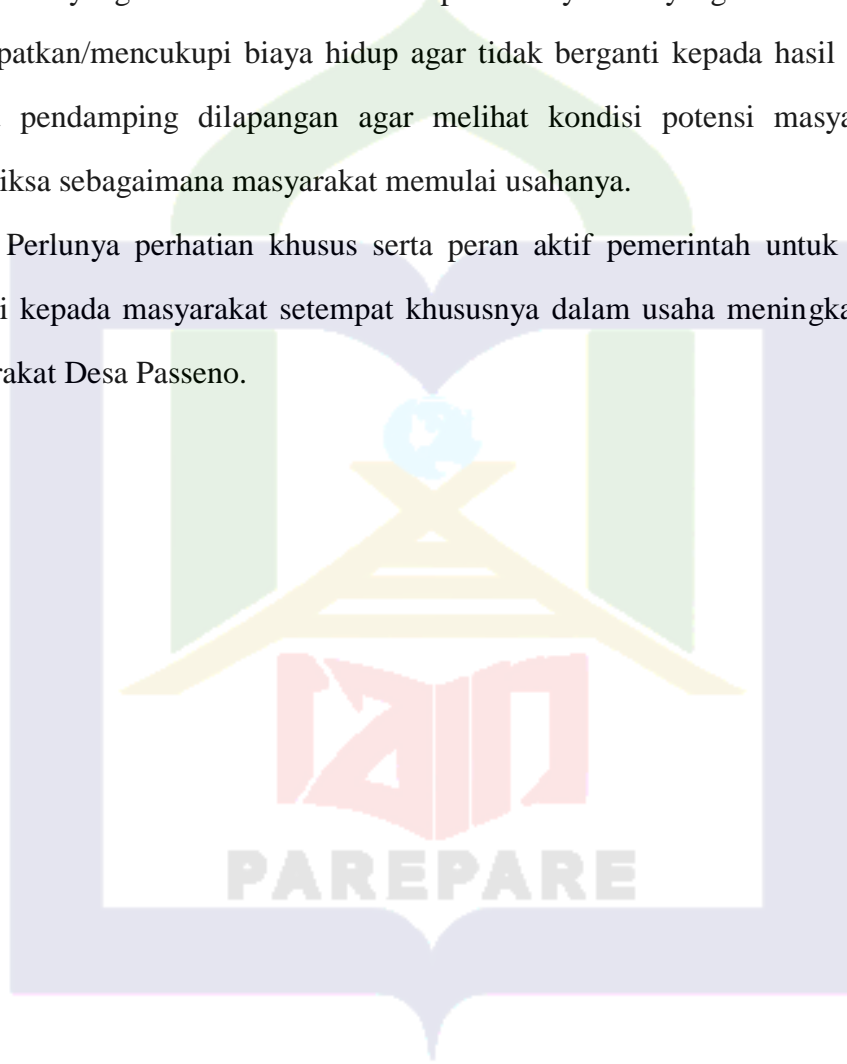 patkan/mencukupi biaya hidup agar tidak berganti kepada hasil
pendamping dilapangan agar melihat kondisi potensi masya
iksa sebagaimana masyarakat memulai usahanya.
Perlunya perhatian khusus serta peran aktif pemerintah untuk
i kepada masyarakat setempat khususnya dalam usaha meningka
rakat Desa Passeno.
iain
PAREPARE